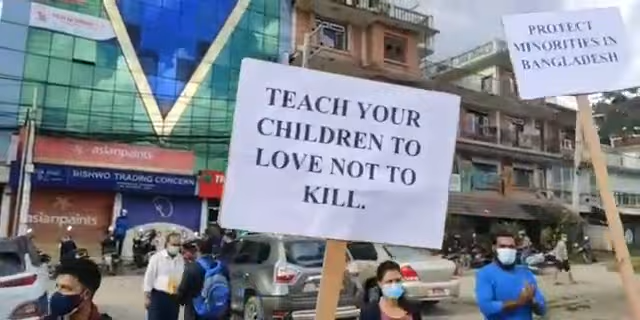 TEACH YOUR
CHILDREN TO
LOVE NOT TO
KILL.
PROTECT
MINORITIES IN
BANGLADESH
asianpaints
BISHWO TRADING CONCERN
asianpaints